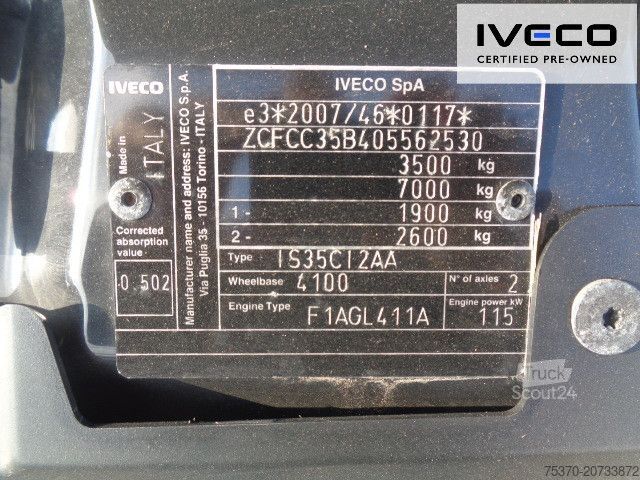 IVECO
CERTIFIED PRE-OWNED
IVECO
Made in
ITALY
Corrected
absorption
value
0.502
Manufacturer name and address: IVECO S.p.A.
Via Puglia 35 - 10156 Torino - ITALY
IVECO SpA
e3*2007/46*0117*
ZCFCC35B405562530
3500 kg
7000 kg
1- 1900 kg
2- 2600 kg
Type IS35CI2AA
Wheelbase 4100 N° of axles 2
Engine Type F1AGL411A Engine power kW 115
Truck
Scout24
75370-20733872